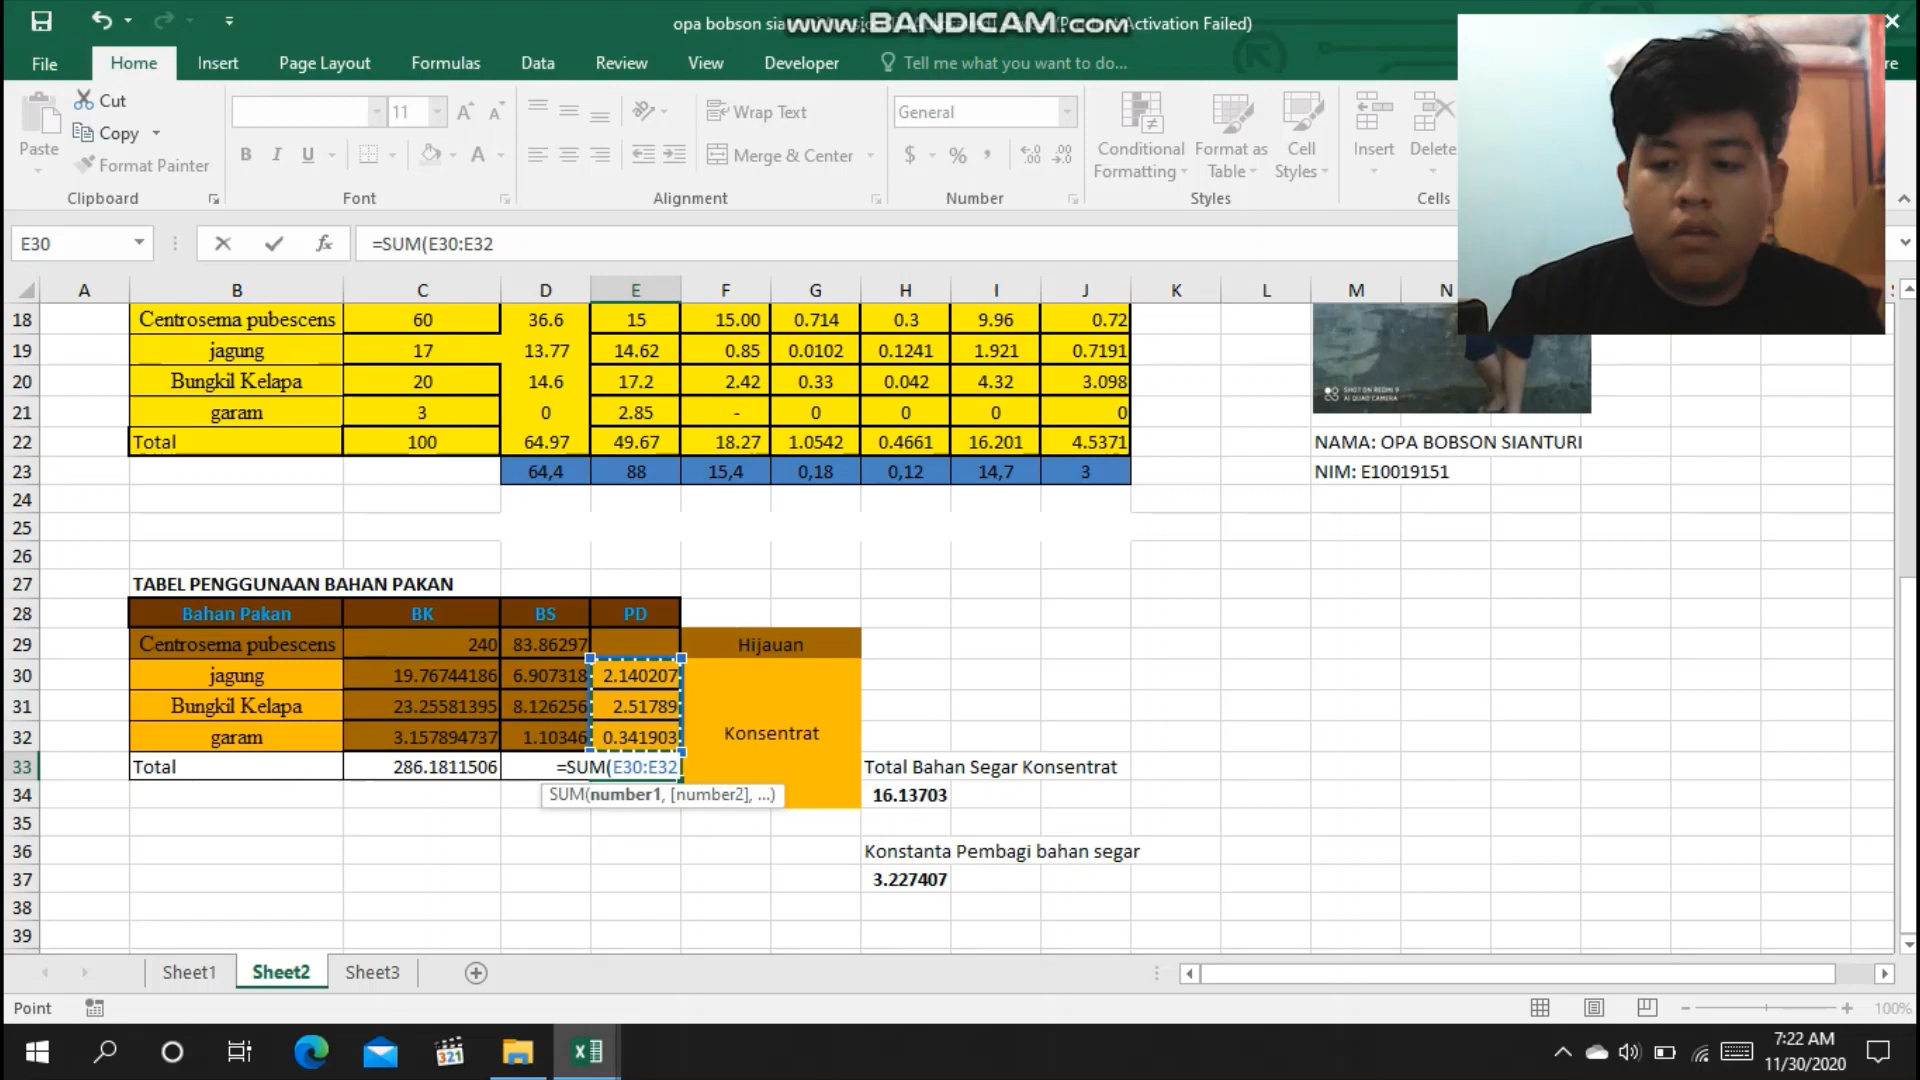 opa bobson sia
www.BANDICAM.com
Activation Failed)
File Home Insert Page Layout Formulas Data Review View Developer Tell me what you want to do... re
Paste Cut Copy Format Painter
11
B I U A
Wrap Text
Merge & Center
General
$ % ,
Conditional Formatting
Format as Table
Cell Styles
Insert Delete
Clipboard Font Alignment Number Styles Cells
E30 fx =SUM(E30:E32
A B C D E F G H I J K L M N
18 Centrosema pubescens 60 36.6 15 15.00 0.714 0.3 9.96 0.72
19 jagung 17 13.77 14.62 0.85 0.0102 0.1241 1.921 0.7191
20 Bungkil Kelapa 20 14.6 17.2 2.42 0.33 0.042 4.32 3.098
SHOT ON REDMI 9
AI QUAD CAMERA
21 garam 3 0 2.85 - 0 0 0 0
22 Total 100 64.97 49.67 18.27 1.0542 0.4661 16.201 4.5371 NAMA: OPA BOBSON SIANTURI
23 64,4 88 15,4 0,18 0,12 14,7 3 NIM: E10019151
24
25
26
27 TABEL PENGGUNAAN BAHAN PAKAN
28 Bahan Pakan BK BS PD
29 Centrosema pubescens 240 83.86297 Hijauan
30 jagung 19.76744186 6.907318 2.140207
31 Bungkil Kelapa 23.25581395 8.126256 2.51789
32 garam 3.157894737 1.10346 0.341903 Konsentrat
33 Total 286.1811506 =SUM(E30:E32 Total Bahan Segar Konsentrat
34 SUM(number1, [number2], ...) 16.13703
35
36 Konstanta Pembagi bahan segar
37 3.227407
38
39
Sheet1 Sheet2 Sheet3
Point 100%
321
7:22 AM
11/30/2020